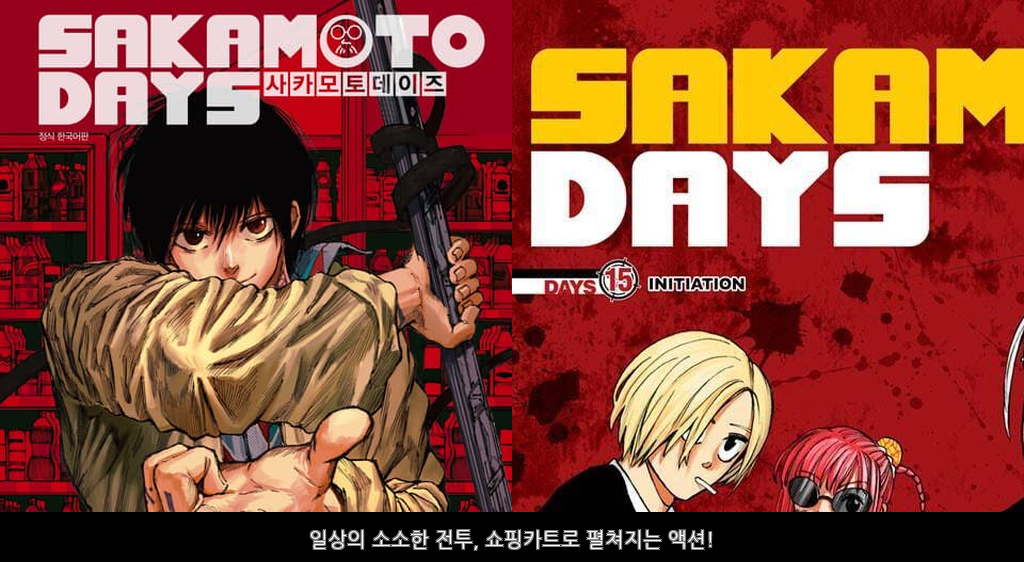 SAKAMOTO
DAYS 사카모토데이즈
정식 한국어판
SAKAM
DAYS
DAYS 15 INITIATION
일상의 소소한 전투, 쇼핑카트로 펼쳐지는 액션!